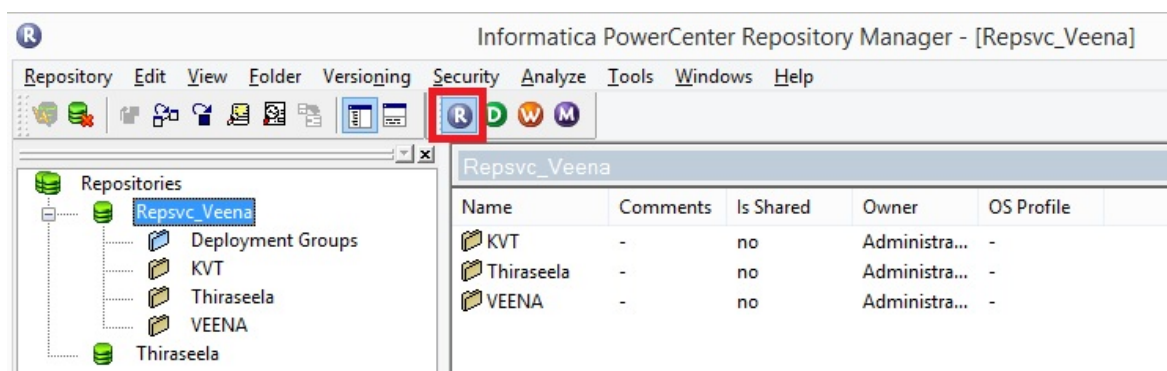 R
Informatica PowerCenter Repository Manager - [Repsvc_Veena]
Repository Edit View Folder Versioning Security Analyze Tools Windows Help
R D W M
Repositories
Repsvc_Veena
Deployment Groups
KVT
Thiraseela
VEENA
Thiraseela
Repsvc_Veena
Name Comments Is Shared Owner OS Profile
KVT - no Administra... -
Thiraseela - no Administra... -
VEENA - no Administra... -